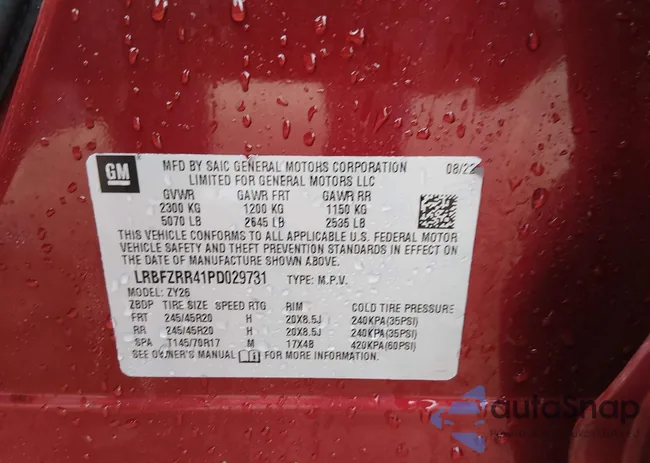 GM
MFD BY SAIC GENERAL MOTORS CORPORATION 08/22
LIMITED FOR GENERAL MOTORS LLC
GVWR GAWR FRT GAWR RR
2300 KG 1200 KG 1150 KG
5070 LB 2645 LB 2535 LB
THIS VEHICLE CONFORMS TO ALL APPLICABLE U.S. FEDERAL MOTOR
VEHICLE SAFETY AND THEFT PREVENTION STANDARDS IN EFFECT ON
THE DATE OF MANUFACTURE SHOWN ABOVE.
LRBFZRR41PD029731 TYPE: M.P.V.
MODEL: ZY26
ZBDP TIRE SIZE SPEED RTG RIM COLD TIRE PRESSURE
FRT 245/45R20 H 20X8.5J 240KPA(35PSI)
RR 245/45R20 H 20X8.5J 240KPA(35PSI)
SPA T145/70R17 M 17X4B 420KPA(60PSI)
SEE OWNER'S MANUAL FOR MORE INFORMATION
autoSnap